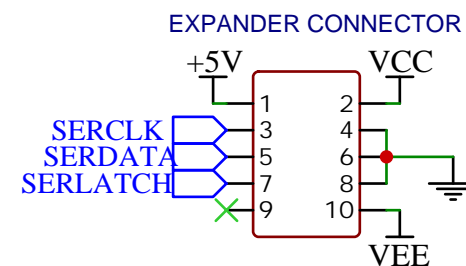 EXPANDER CONNECTOR
+5V VCC
1 2
SERCLK 3 4
SERDATA 5 6
SERLATCH 7 8
9 10
VEE